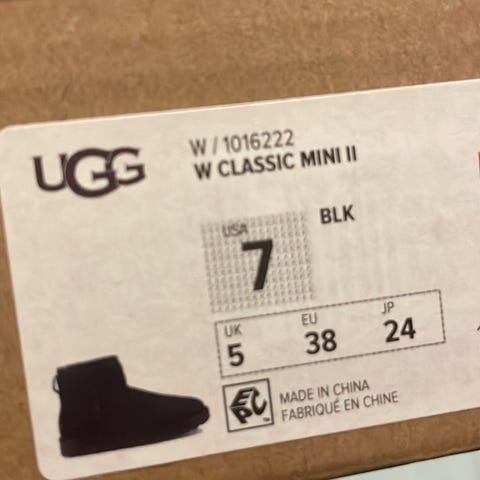 UGG
W / 1016222
W CLASSIC MINI II
BLK
USA
7
UK EU JP
5 38 24
EPC
MADE IN CHINA
FABRIQUÉ EN CHINE